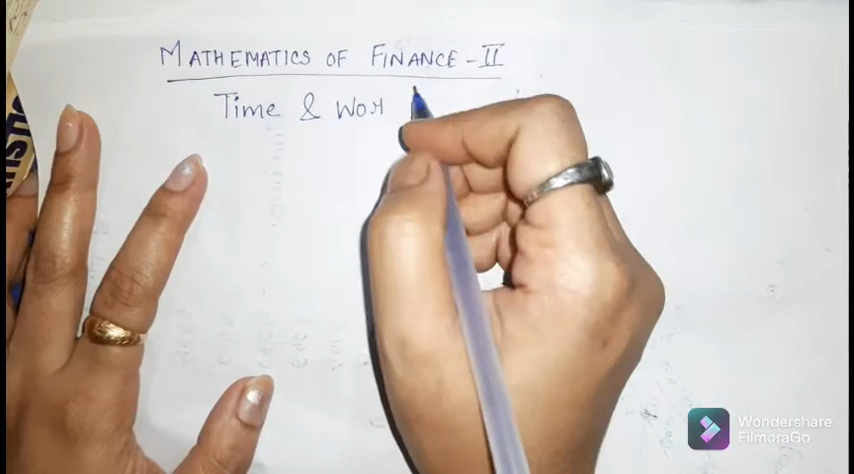 MATHEMATICS OF FINANCE - II
Time & Wor
Wondershare
FilmoraGo